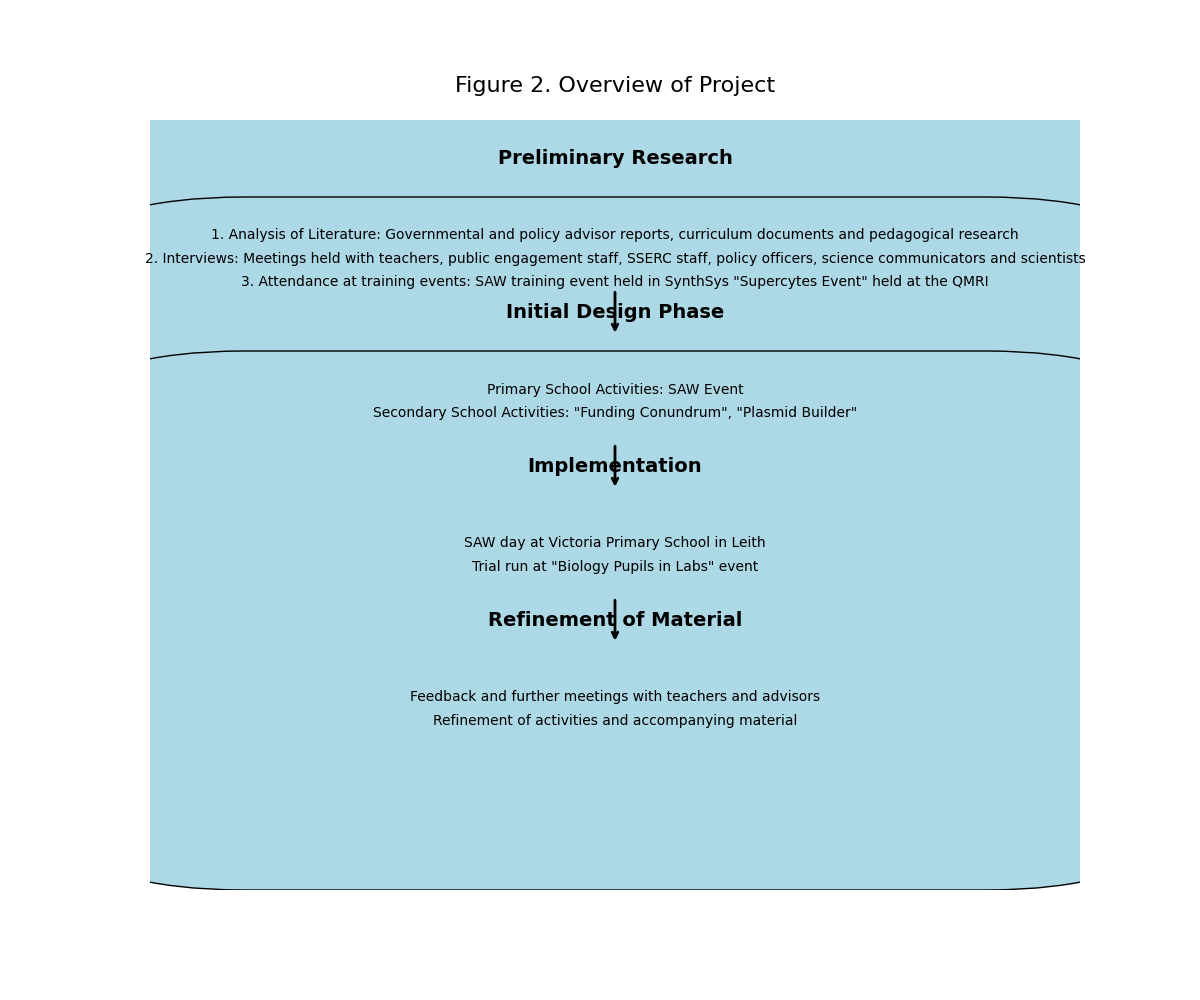 Figure 2. Overview of Project
Preliminary Research
1. Analysis of Literature: Governmental and policy advisor reports, curriculum documents and pedagogical research
2. Interviews: Meetings held with teachers, public engagement staff, SSERC staff, policy officers, science communicators and scientists
3. Attendance at training events: SAW training event held in SynthSys "Supercytes Event" held at the QMRI
Initial Design Phase
Primary School Activities: SAW Event
Secondary School Activities: "Funding Conundrum", "Plasmid Builder"
Implementation
SAW day at Victoria Primary School in Leith
Trial run at "Biology Pupils in Labs" event
Refinement of Material
Feedback and further meetings with teachers and advisors
Refinement of activities and accompanying material